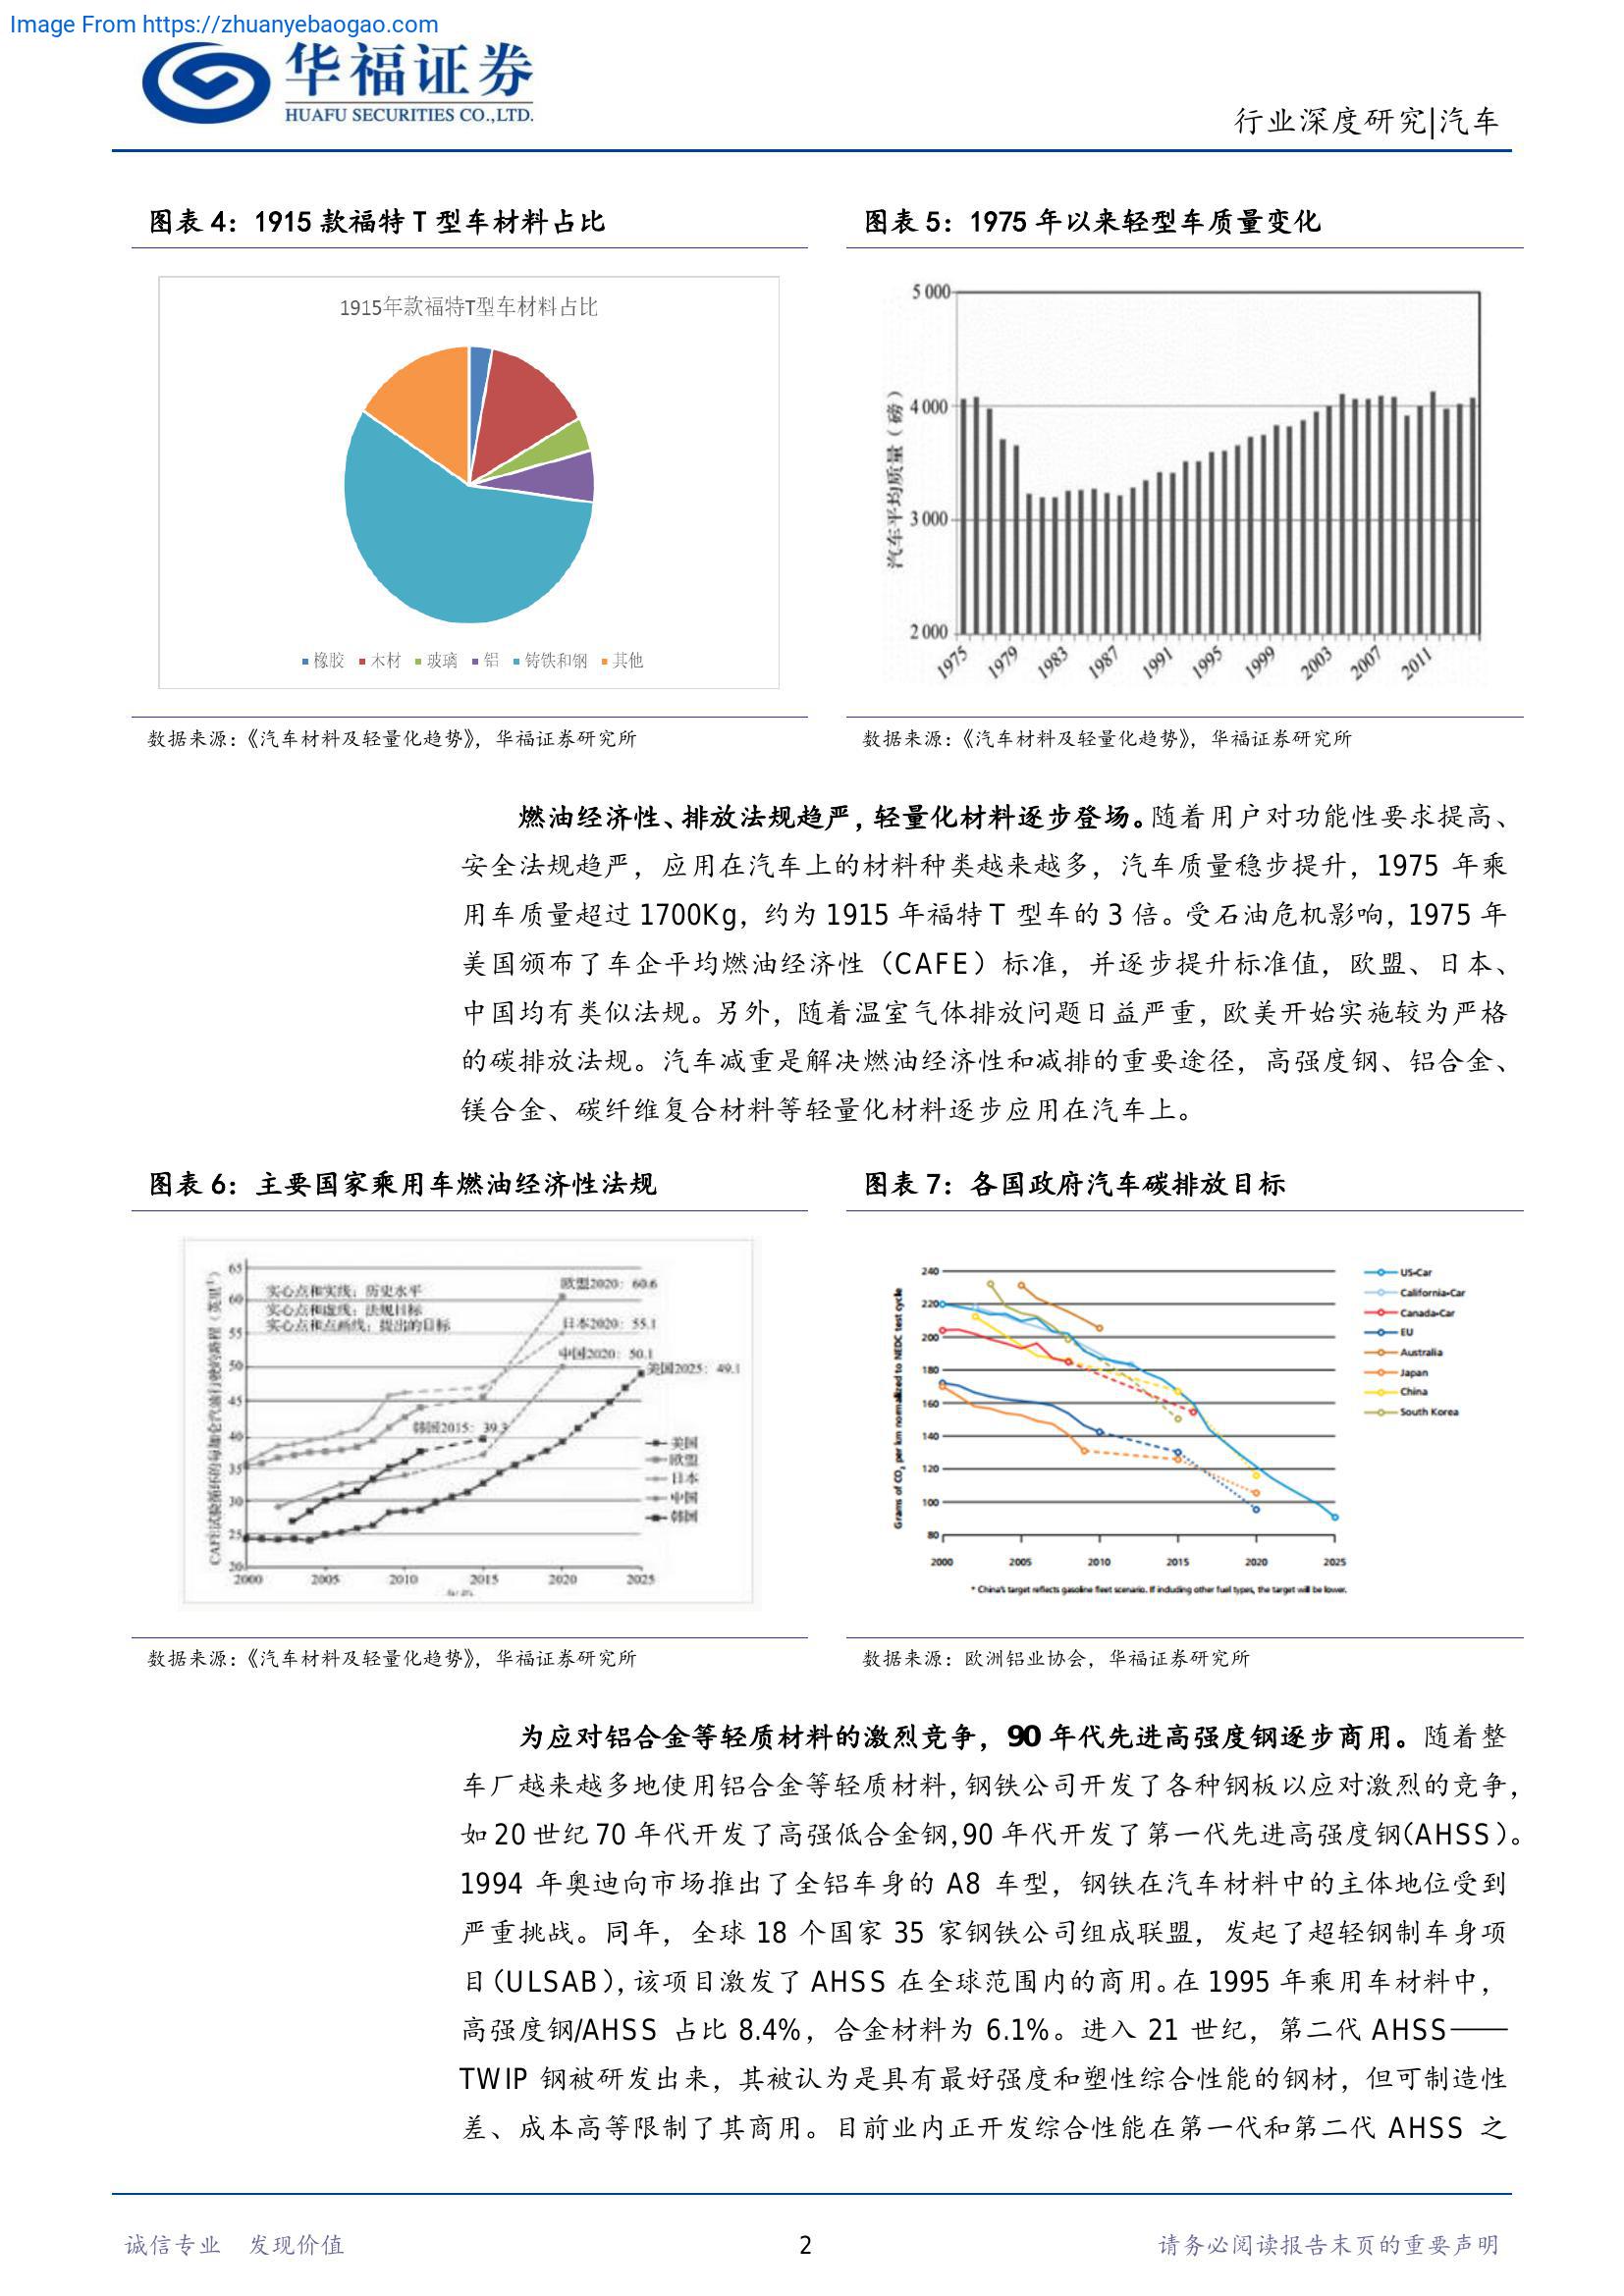 Image From https://zhuanyebaogao.com
华福证券
HUAFU SECURITIES CO.,LTD.
行业深度研究|汽车
图表 4：1915 款福特 T 型车材料占比
1915年款福特T型车材料占比
橡胶 木材 玻璃 铝 铸铁和钢 其他
数据来源：《汽车材料及轻量化趋势》，华福证券研究所
图表 5：1975 年以来轻型车质量变化
汽车平均质量（磅）
5 000
4 000
3 000
2 000
1975 1979 1983 1987 1991 1995 1999 2003 2007 2011
数据来源：《汽车材料及轻量化趋势》，华福证券研究所
燃油经济性、排放法规趋严，轻量化材料逐步登场。随着用户对功能性要求提高、
安全法规趋严，应用在汽车上的材料种类越来越多，汽车质量稳步提升，1975 年乘
用车质量超过 1700Kg，约为 1915 年福特 T 型车的 3 倍。受石油危机影响，1975 年
美国颁布了车企平均燃油经济性（CAFE）标准，并逐步提升标准值，欧盟、日本、
中国均有类似法规。另外，随着温室气体排放问题日益严重，欧美开始实施较为严格
的碳排放法规。汽车减重是解决燃油经济性和减排的重要途径，高强度钢、铝合金、
镁合金、碳纤维复合材料等轻量化材料逐步应用在汽车上。
图表 6：主要国家乘用车燃油经济性法规
65
60
55
50
45
40
35
30
25
20
2000 2005 2010 2015 2020 2025
实心点和实线：历史水平
实心点和虚线：法规目标
实心点和点画线：提出的目标
欧盟2020：60.6
日本2020：55.1
中国2020：50.1
美国2025：49.1
韩国2015：39.3
美国
欧盟
日本
中国
韩国
数据来源：《汽车材料及轻量化趋势》，华福证券研究所
图表 7：各国政府汽车碳排放目标
Grams of CO₂ per km normalized to NEDC test cycle
240
220
200
180
160
140
120
100
80
2000 2005 2010 2015 2020 2025
US-Car
California-Car
Canada-Car
EU
Australia
Japan
China
South Korea
* China's target reflects gasoline fleet scenario. If including other fuel types, the target will be lower.
数据来源：欧洲铝业协会，华福证券研究所
为应对铝合金等轻质材料的激烈竞争，90 年代先进高强度钢逐步商用。随着整
车厂越来越多地使用铝合金等轻质材料，钢铁公司开发了各种钢板以应对激烈的竞争，
如 20 世纪 70 年代开发了高强低合金钢，90 年代开发了第一代先进高强度钢（AHSS）。
1994 年奥迪向市场推出了全铝车身的 A8 车型，钢铁在汽车材料中的主体地位受到
严重挑战。同年，全球 18 个国家 35 家钢铁公司组成联盟，发起了超轻钢制车身项
目（ULSAB），该项目激发了 AHSS 在全球范围内的商用。在 1995 年乘用车材料中，
高强度钢/AHSS 占比 8.4%，合金材料为 6.1%。进入 21 世纪，第二代 AHSS——
TWIP 钢被研发出来，其被认为是具有最好强度和塑性综合性能的钢材，但可制造性
差、成本高等限制了其商用。目前业内正开发综合性能在第一代和第二代 AHSS 之
诚信专业 发现价值
2
请务必阅读报告末页的重要声明